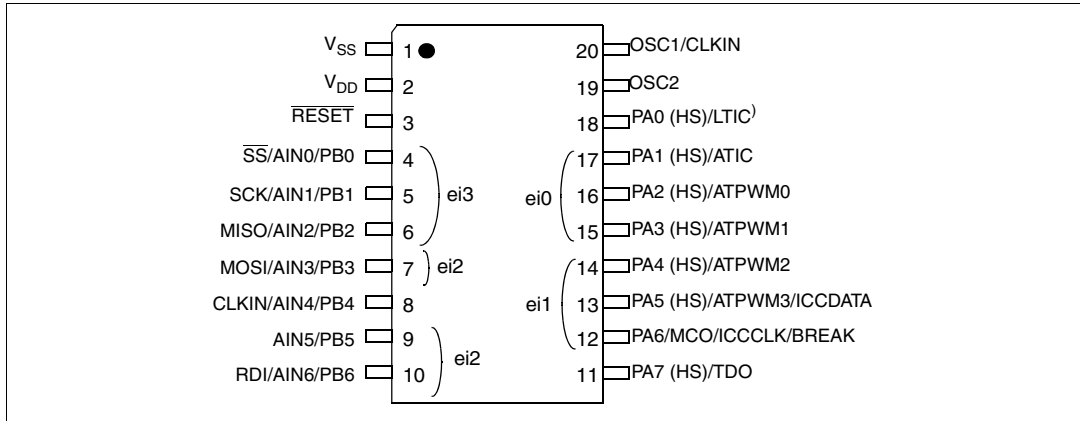 V_SS 1 20 OSC1/CLKIN
V_DD 2 19 OSC2
RESET 3 18 PA0 (HS)/LTIC)
SS/AIN0/PB0 4 17 PA1 (HS)/ATIC
SCK/AIN1/PB1 5 ei3 ei0 16 PA2 (HS)/ATPWM0
MISO/AIN2/PB2 6 15 PA3 (HS)/ATPWM1
MOSI/AIN3/PB3 7 ei2 14 PA4 (HS)/ATPWM2
CLKIN/AIN4/PB4 8 ei1 13 PA5 (HS)/ATPWM3/ICCDATA
AIN5/PB5 9 12 PA6/MCO/ICCCLK/BREAK
ei2
RDI/AIN6/PB6 10 11 PA7 (HS)/TDO